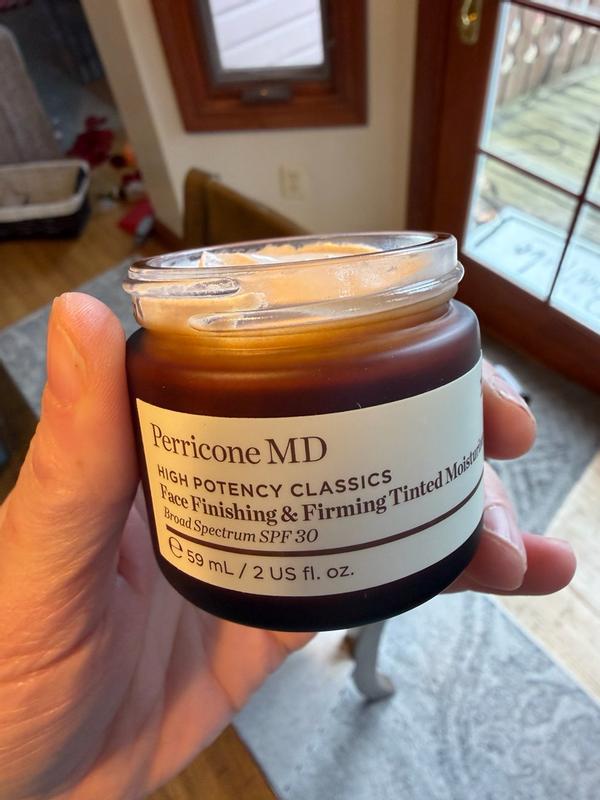 Perricone MD
HIGH POTENCY CLASSICS
Face Finishing & Firming Tinted
Broad Spectrum SPF 30
℮ 59 mL / 2 US fl. oz.